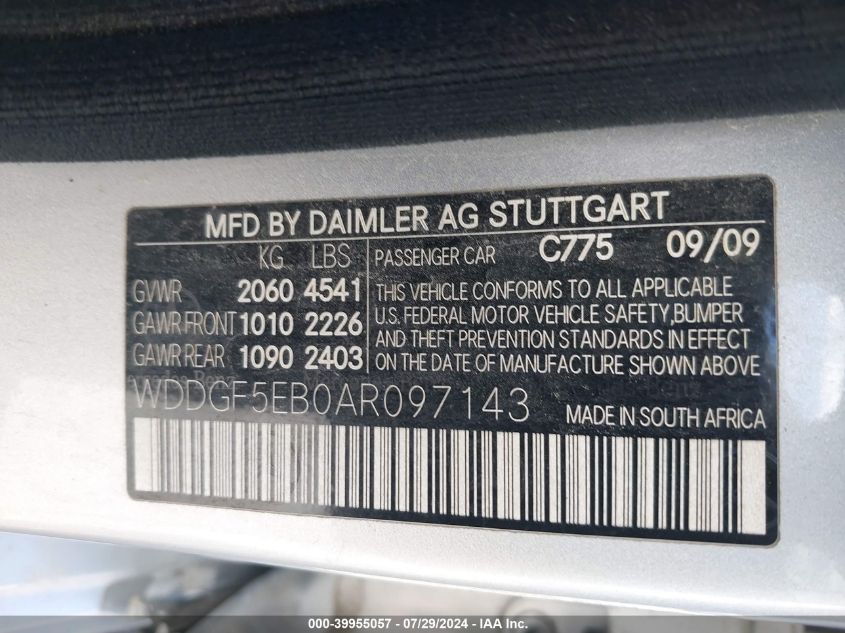 MFD BY DAIMLER AG STUTTGART
KG LBS
GVWR 2060 4541
GAWR FRONT 1010 2226
GAWR REAR 1090 2403
PASSENGER CAR C775 09/09
THIS VEHICLE CONFORMS TO ALL APPLICABLE
U.S. FEDERAL MOTOR VEHICLE SAFETY,BUMPER
AND THEFT PREVENTION STANDARDS IN EFFECT
ON THE DATE OF MANUFACTURE SHOWN ABOVE
WDDGF5EB0AR097143 MADE IN SOUTH AFRICA
000-39955057 - 07/29/2024 - IAA Inc.